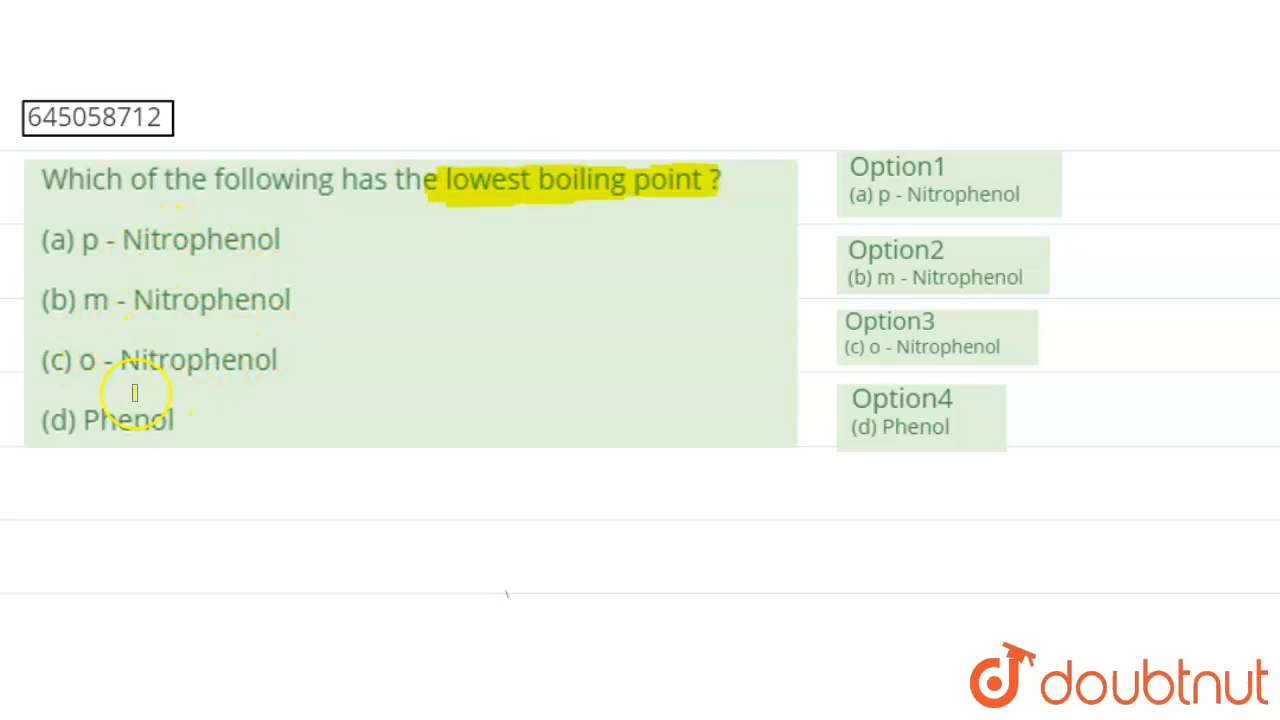 645058712
Which of the following has the lowest boiling point ?
(a) p - Nitrophenol
(b) m - Nitrophenol
(c) o - Nitrophenol
(d) Phenol
Option1
(a) p - Nitrophenol
Option2
(b) m - Nitrophenol
Option3
(c) o - Nitrophenol
Option4
(d) Phenol
doubtnut